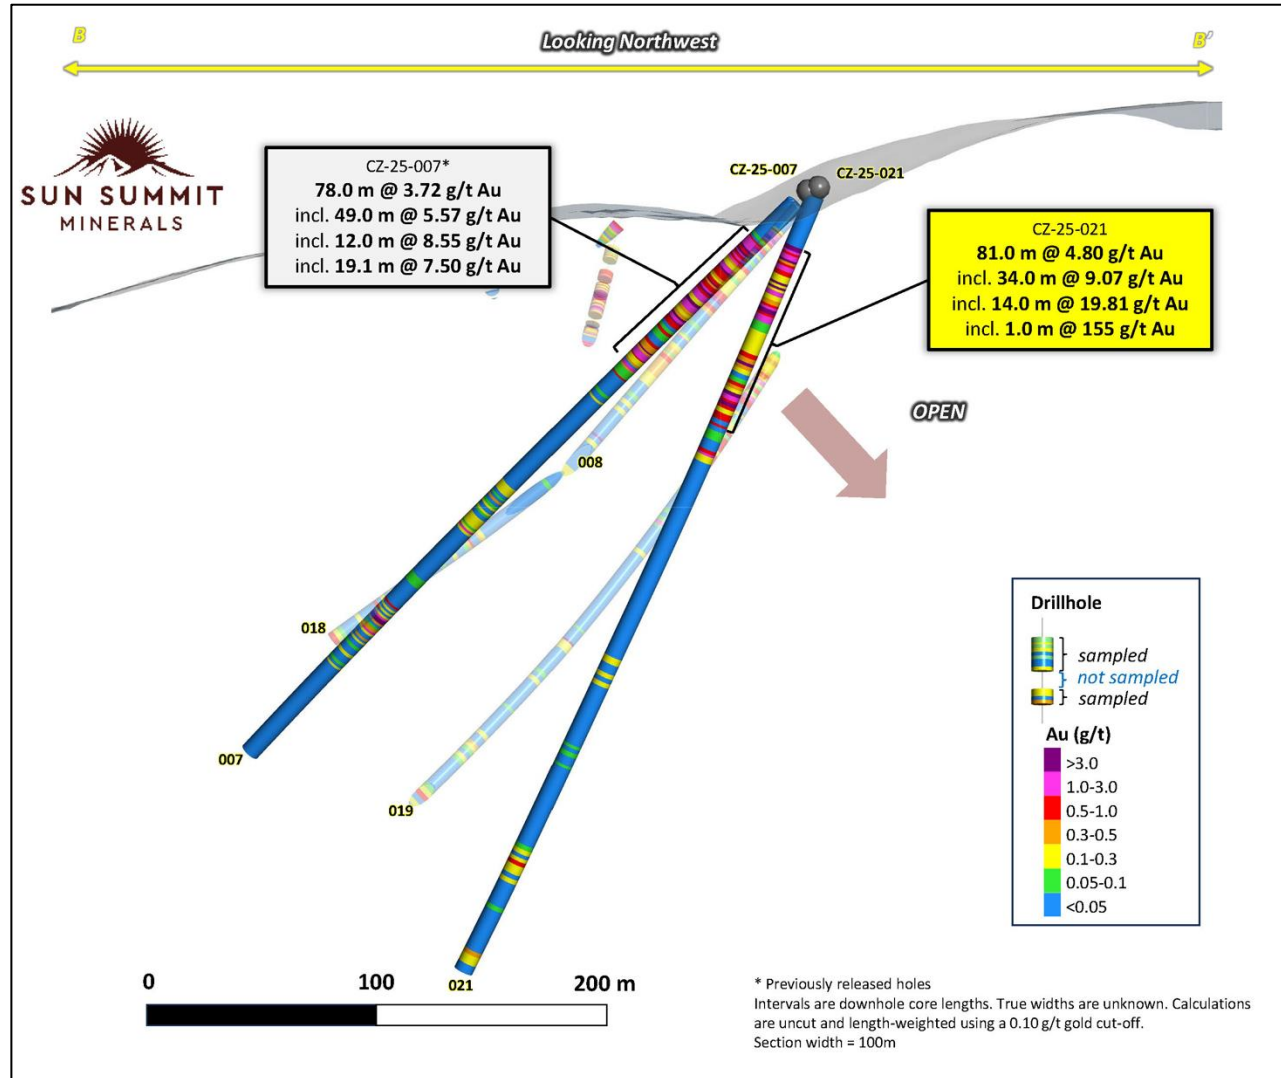 B
Looking Northwest
B'
SUN SUMMIT
MINERALS
CZ-25-007*
78.0 m @ 3.72 g/t Au
incl. 49.0 m @ 5.57 g/t Au
incl. 12.0 m @ 8.55 g/t Au
incl. 19.1 m @ 7.50 g/t Au
CZ-25-007
CZ-25-021
CZ-25-021
81.0 m @ 4.80 g/t Au
incl. 34.0 m @ 9.07 g/t Au
incl. 14.0 m @ 19.81 g/t Au
incl. 1.0 m @ 155 g/t Au
OPEN
008
018
007
019
021
Drillhole
sampled
not sampled
sampled
Au (g/t)
>3.0
1.0-3.0
0.5-1.0
0.3-0.5
0.1-0.3
0.05-0.1
<0.05
0 100 200 m
* Previously released holes
Intervals are downhole core lengths. True widths are unknown. Calculations
are uncut and length-weighted using a 0.10 g/t gold cut-off.
Section width = 100m